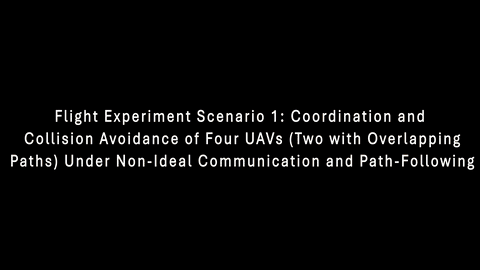 Flight Experiment Scenario 1: Coordination and
Collision Avoidance of Four UAVs (Two with Overlapping
Paths) Under Non-Ideal Communication and Path-Following